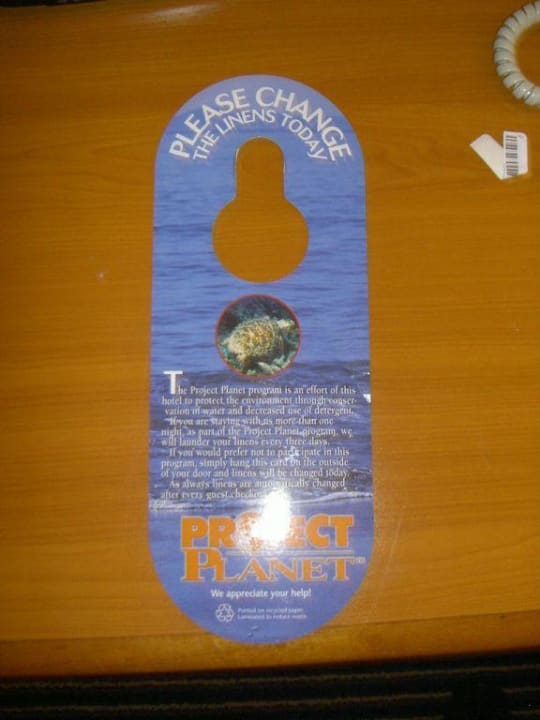 PLEASE CHANGE
THE LINENS TODAY
The Project Planet program is an effort of this
hotel to protect the environment through conser-
vation of water and decreased use of detergent.
If you are staying with us more than one
night, as part of the Project Planet program, we
will launder your linens every three days.
If you would prefer not to participate in this
program, simply hang this card on the outside
of your door and linens will be changed today.
As always linens are automatically changed
after every guest checkout
PROJECT
PLANET™
We appreciate your help!
Printed on recycled paper.
Laminated to reduce waste.